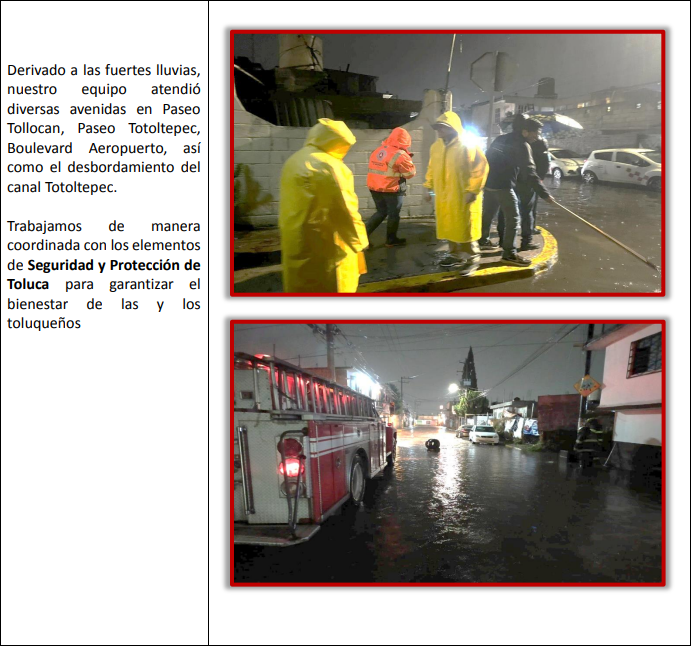 Derivado a las fuertes lluvias,
nuestro equipo atendió
diversas avenidas en Paseo
Tollocan, Paseo Totoltepec,
Boulevard Aeropuerto, así
como el desbordamiento del
canal Totoltepec.
Trabajamos de manera
coordinada con los elementos
de Seguridad y Protección de
Toluca para garantizar el
bienestar de las y los
toluqueños